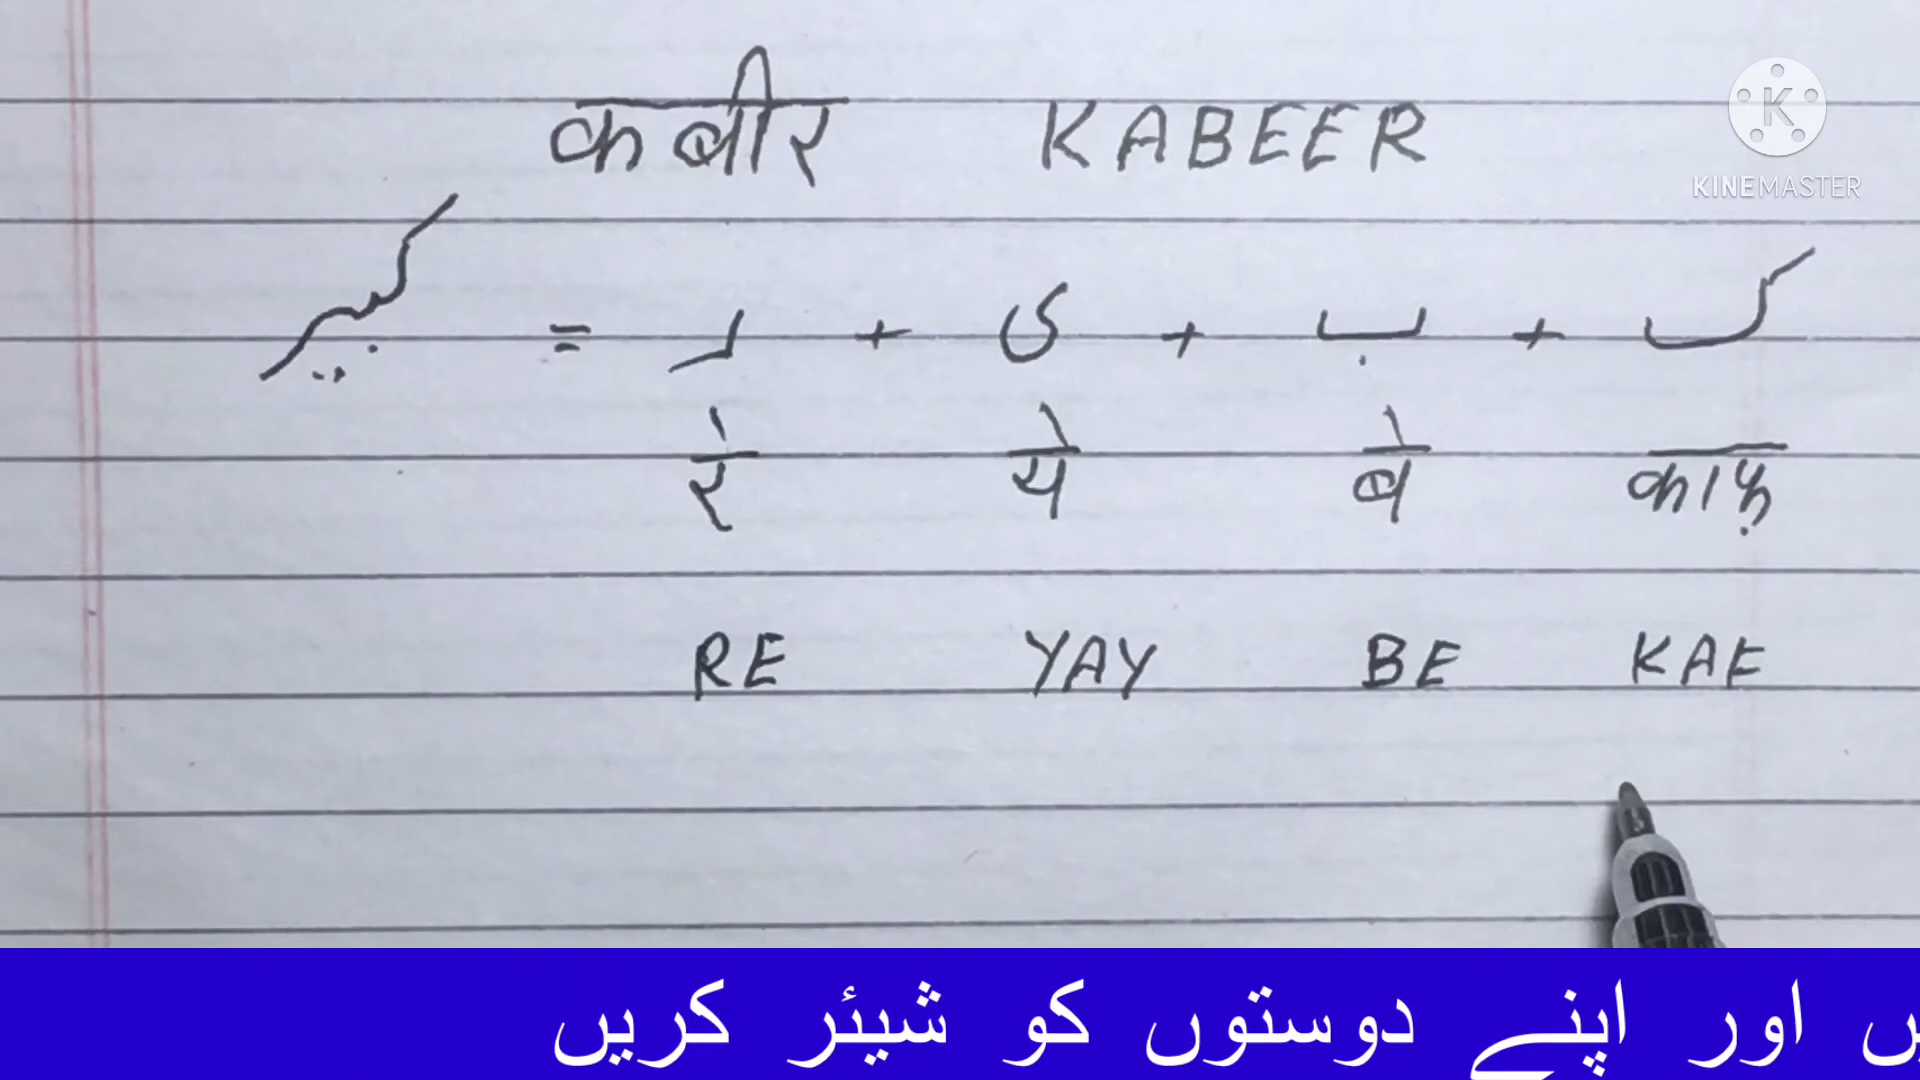 कबीर KABEER
K
KINEMASTER
ک + ب + ی + ر = کبیر
रे ये बे काफ़
RE YAY BE KAF
اور اپنے دوستوں کو شیئر کریں